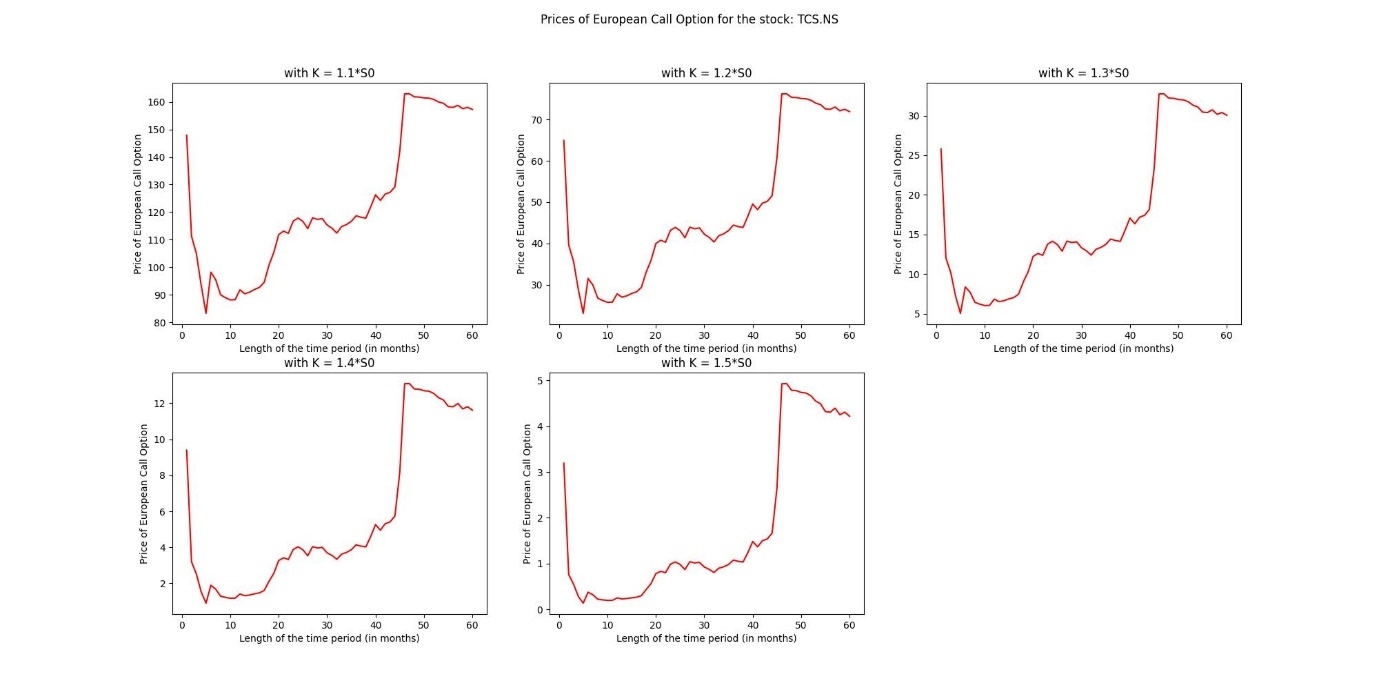 Prices of European Call Option for the stock: TCS.NS
with K = 1.1*S0
Price of European Call Option
160
150
140
130
120
110
100
90
80
0 10 20 30 40 50 60
Length of the time period (in months)
with K = 1.2*S0
Price of European Call Option
70
60
50
40
30
0 10 20 30 40 50 60
Length of the time period (in months)
with K = 1.3*S0
Price of European Call Option
30
25
20
15
10
5
0 10 20 30 40 50 60
Length of the time period (in months)
with K = 1.4*S0
Price of European Call Option
12
10
8
6
4
2
0 10 20 30 40 50 60
Length of the time period (in months)
with K = 1.5*S0
Price of European Call Option
5
4
3
2
1
0
0 10 20 30 40 50 60
Length of the time period (in months)